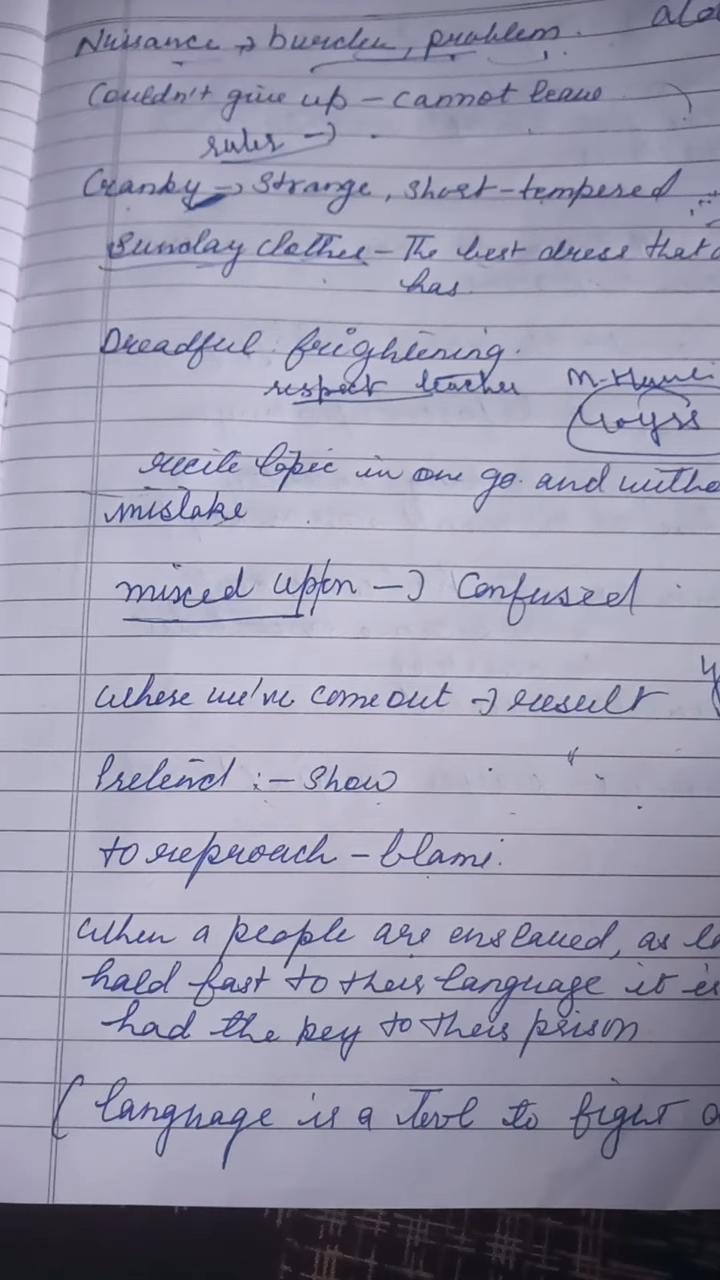 Nuisance → burden, problem.
Couldn't give up - cannot leave
rules →
Cranky → Strange, short-tempered
Sunday clothes - The best dress that
has
Dreadful frightening.
respect teacher M. Hamel
recite topic in one go and witho
mistake
mixed up on → Confused
Where we've come out → result
Pretend :- Show
to reproach - blame.
When a people are enslaved, as
hold fast to their language it is
had the key to their prison
( language is a tool to fight